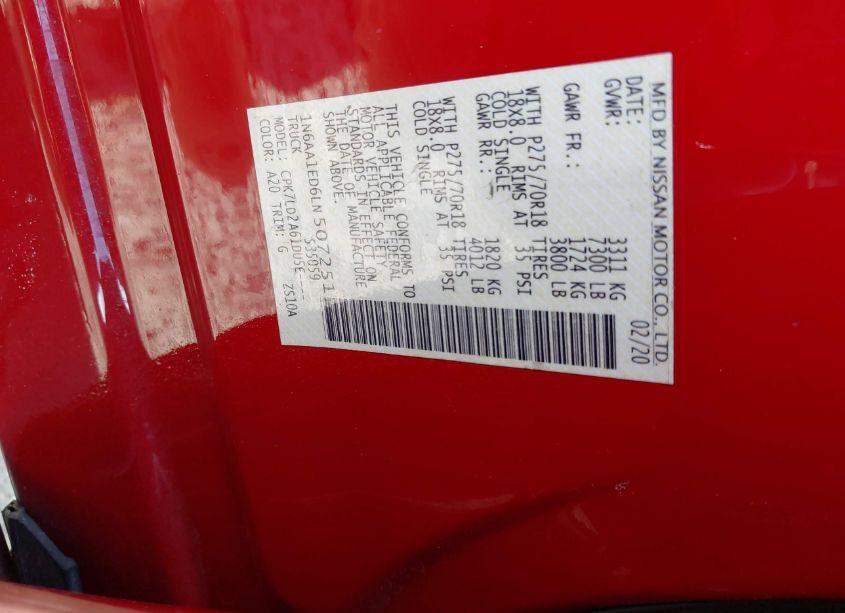 MFD BY NISSAN MOTOR CO., LTD.
DATE: 02/20
GVWR: 3311 KG
7300 LB
GAWR FR.: 1724 KG
3800 LB
WITH P275/70R18 TIRES
18X8.0 RIMS AT 35 PSI
COLD SINGLE
GAWR RR.: 1820 KG
4012 LB
WITH P275/70R18 TIRES
18X8.0 RIMS AT 35 PSI
COLD SINGLE
THIS VEHICLE CONFORMS TO
ALL APPLICABLE FEDERAL
MOTOR VEHICLE SAFETY
STANDARDS IN EFFECT ON
THE DATE OF MANUFACTURE
SHOWN ABOVE.
1N6AA1ED6LN507251
TRUCK 535059
MODEL: CPK7LD2A61DU5E----
COLOR: A20 TRIM: G ZS10A